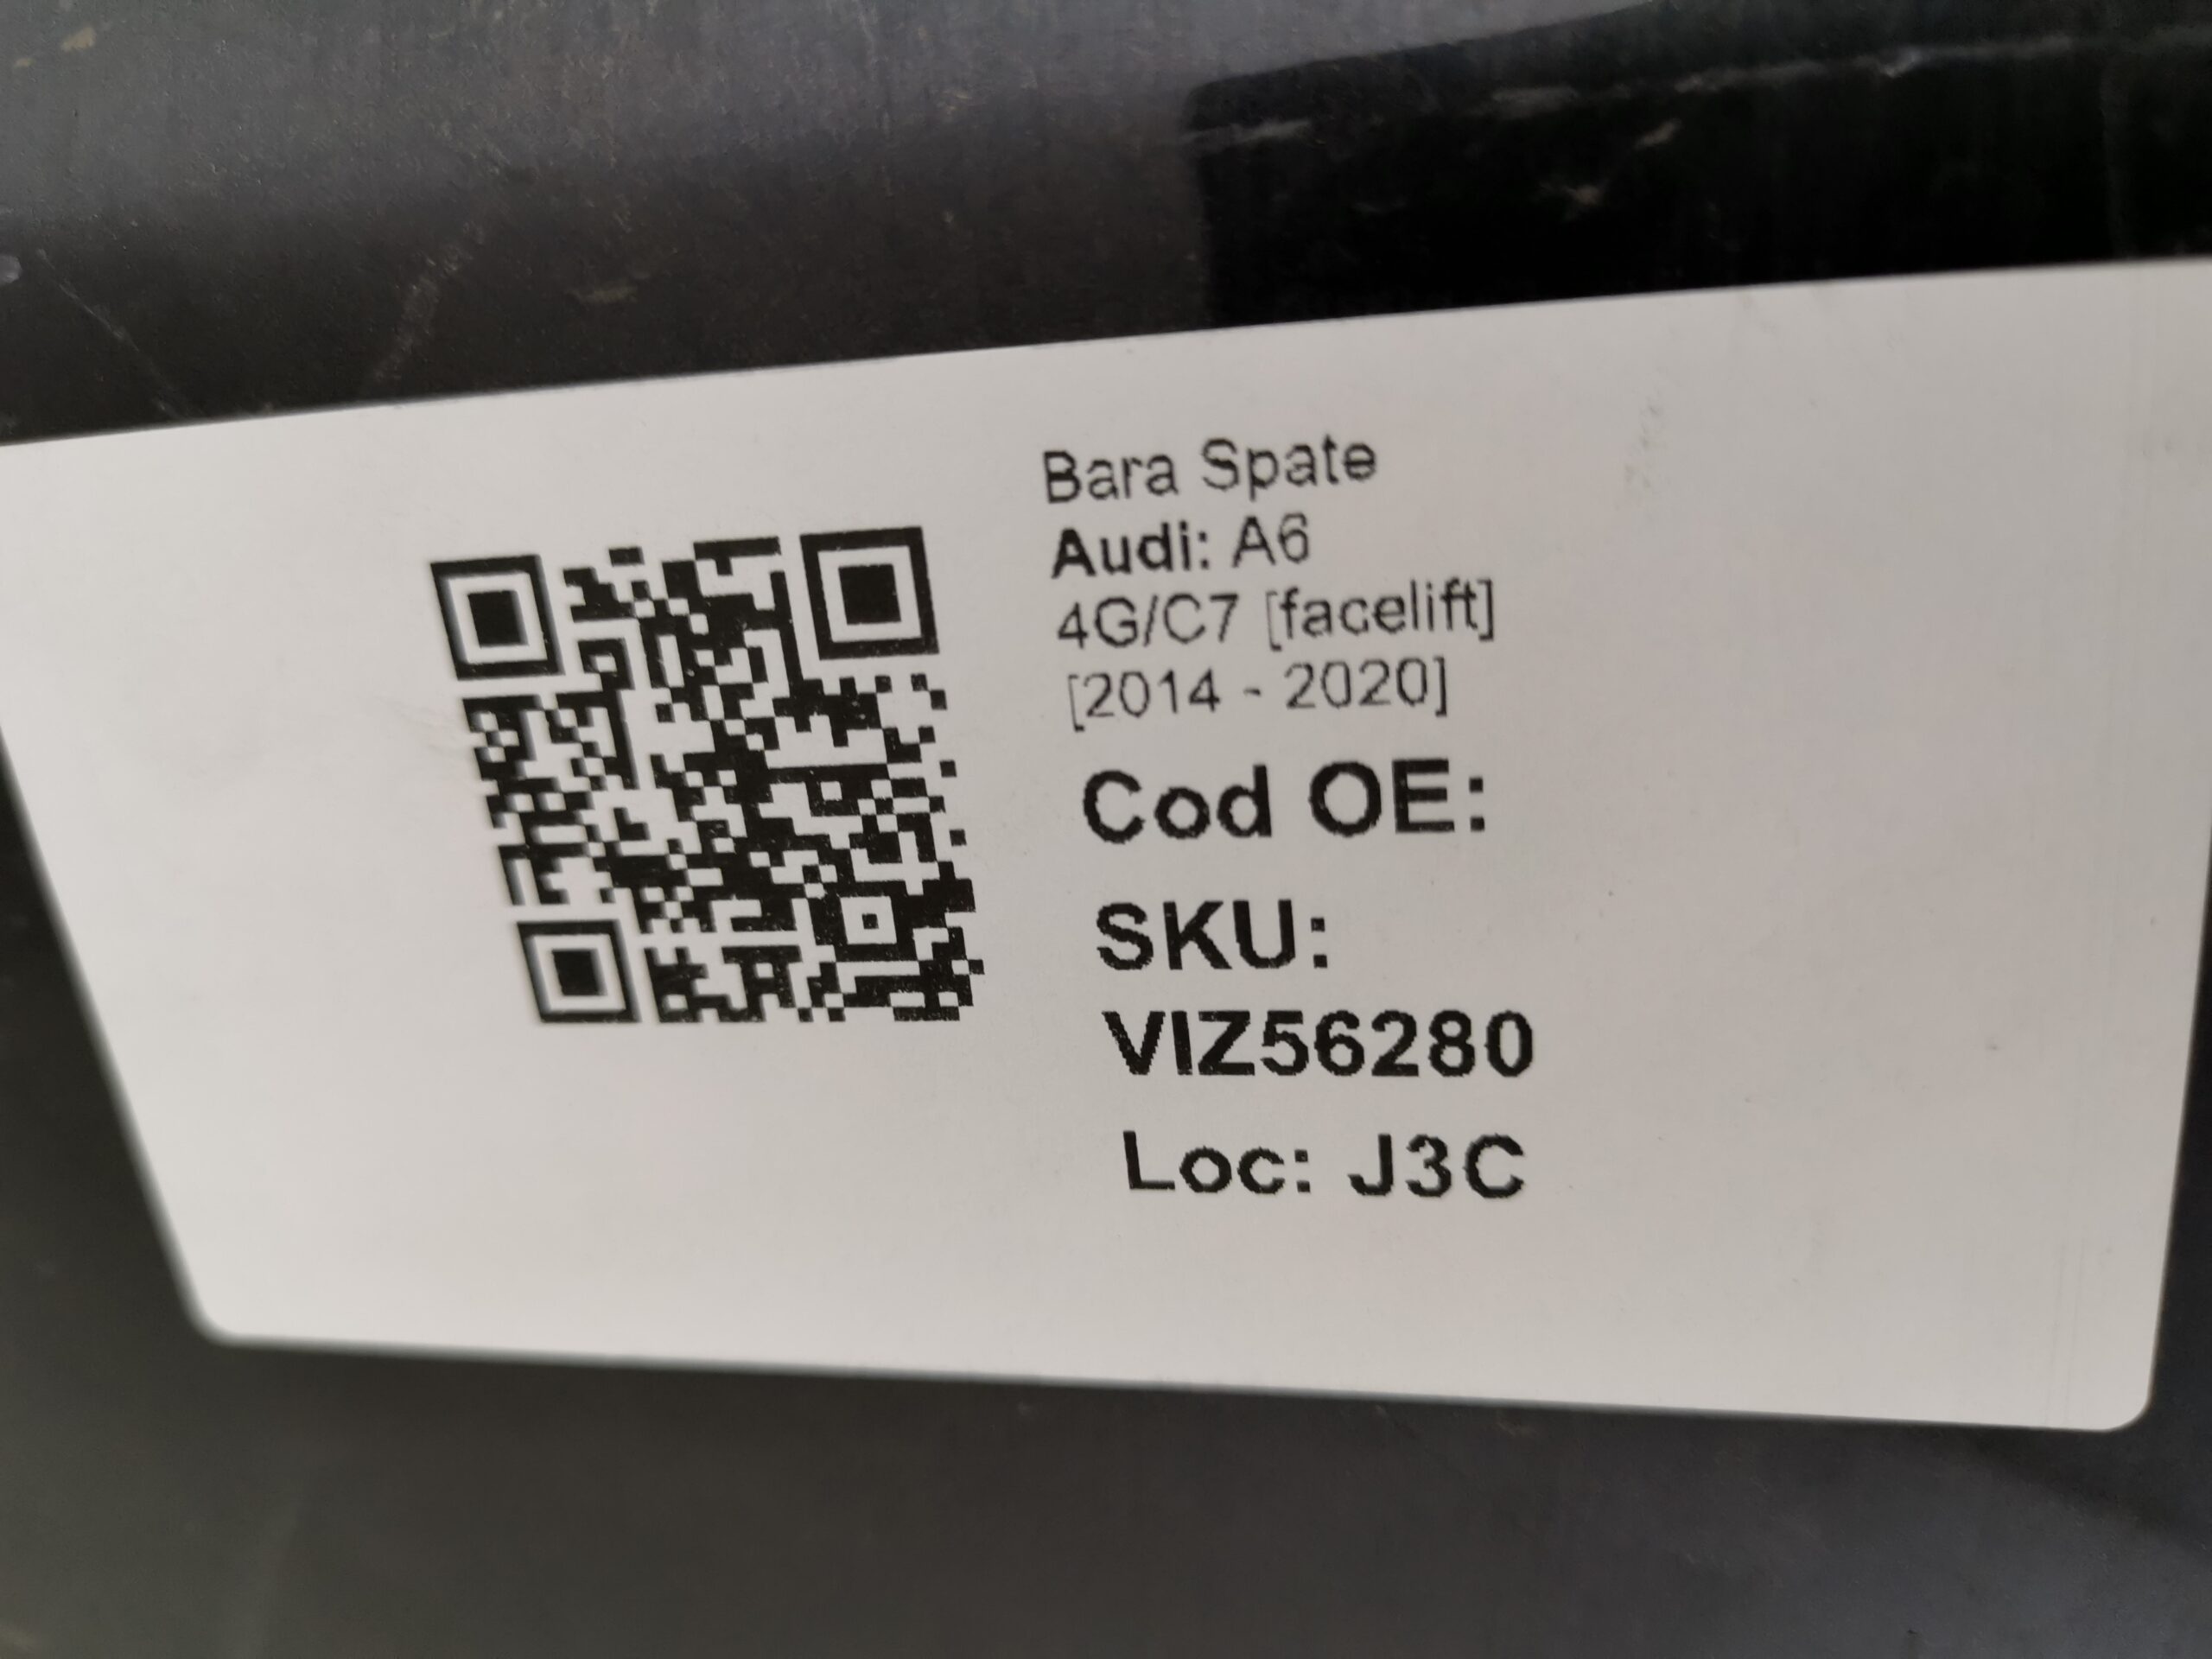 Bara Spate
Audi: A6
4G/C7 [facelift]
[2014 - 2020]
Cod OE:
SKU:
VIZ56280
Loc: J3C